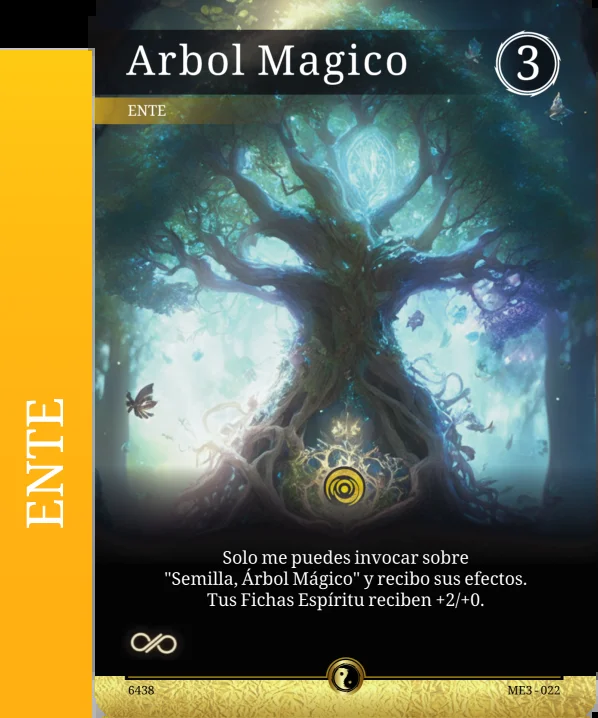 Arbol Magico
3
ENTE
ENTE
Solo me puedes invocar sobre
"Semilla, Árbol Mágico" y recibo sus efectos.
Tus Fichas Espíritu reciben +2/+0.
6438
ME3 - 022